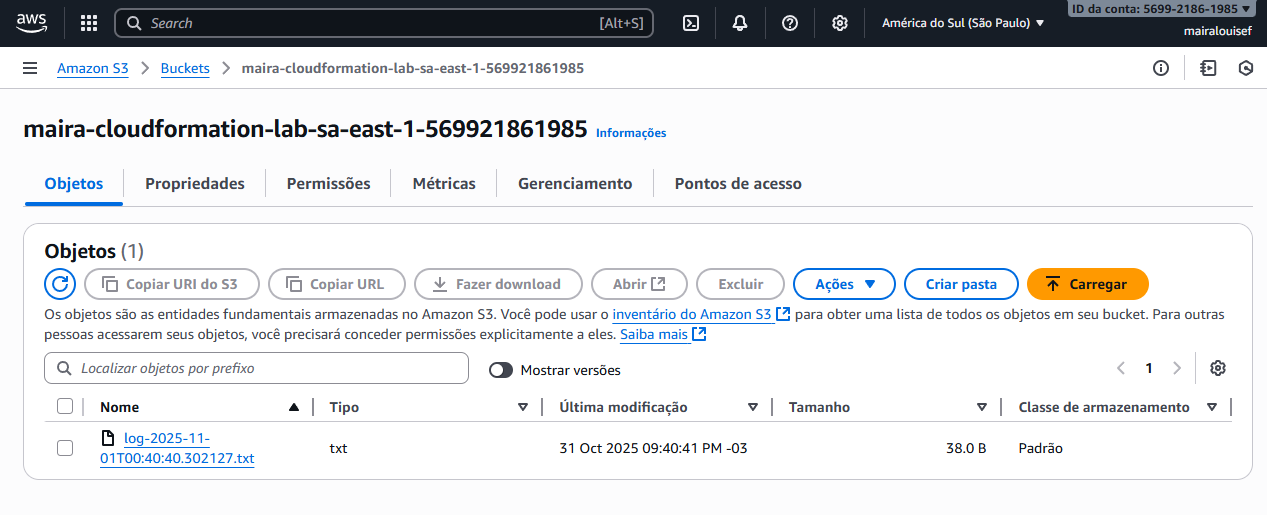 aws
Search
[Alt+S]
América do Sul (São Paulo)
ID da conta: 5699-2186-1985
mairalouisef
Amazon S3
Buckets
maira-cloudformation-lab-sa-east-1-569921861985
maira-cloudformation-lab-sa-east-1-569921861985 Informações
Objetos
Propriedades
Permissões
Métricas
Gerenciamento
Pontos de acesso
Objetos (1)
Copiar URI do S3
Copiar URL
Fazer download
Abrir
Excluir
Ações
Criar pasta
Carregar
Os objetos são as entidades fundamentais armazenadas no Amazon S3. Você pode usar o inventário do Amazon S3 para obter uma lista de todos os objetos em seu bucket. Para outras
pessoas acessarem seus objetos, você precisará conceder permissões explicitamente a eles. Saiba mais
Localizar objetos por prefixo
Mostrar versões
1
Nome
Tipo
Última modificação
Tamanho
Classe de armazenamento
log-2025-11-
01T00:40:40.302127.txt
txt
31 Oct 2025 09:40:41 PM -03
38.0 B
Padrão